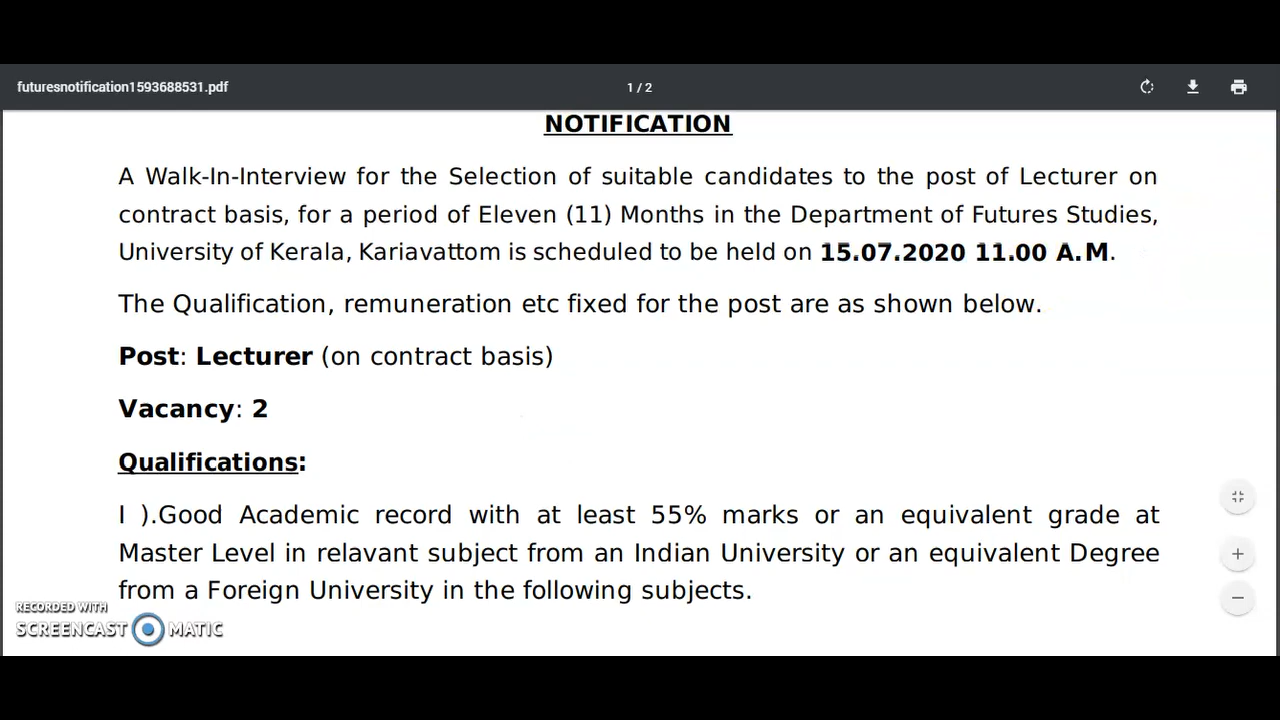 futuresnotification1593688531.pdf
1 / 2
NOTIFICATION
A Walk-In-Interview for the Selection of suitable candidates to the post of Lecturer on
contract basis, for a period of Eleven (11) Months in the Department of Futures Studies,
University of Kerala, Kariavattom is scheduled to be held on 15.07.2020 11.00 A.M.
The Qualification, remuneration etc fixed for the post are as shown below.
Post: Lecturer (on contract basis)
Vacancy: 2
Qualifications:
I ).Good Academic record with at least 55% marks or an equivalent grade at
Master Level in relavant subject from an Indian University or an equivalent Degree
from a Foreign University in the following subjects.
RECORDED WITH
SCREENCAST MATIC